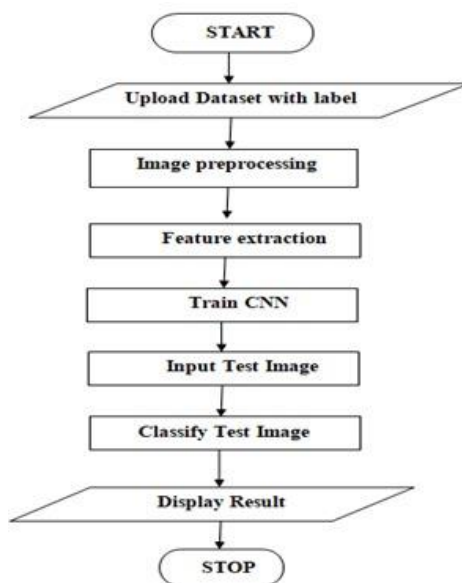 START
Upload Dataset with label
Image preprocessing
Feature extraction
Train CNN
Input Test Image
Classify Test Image
Display Result
STOP